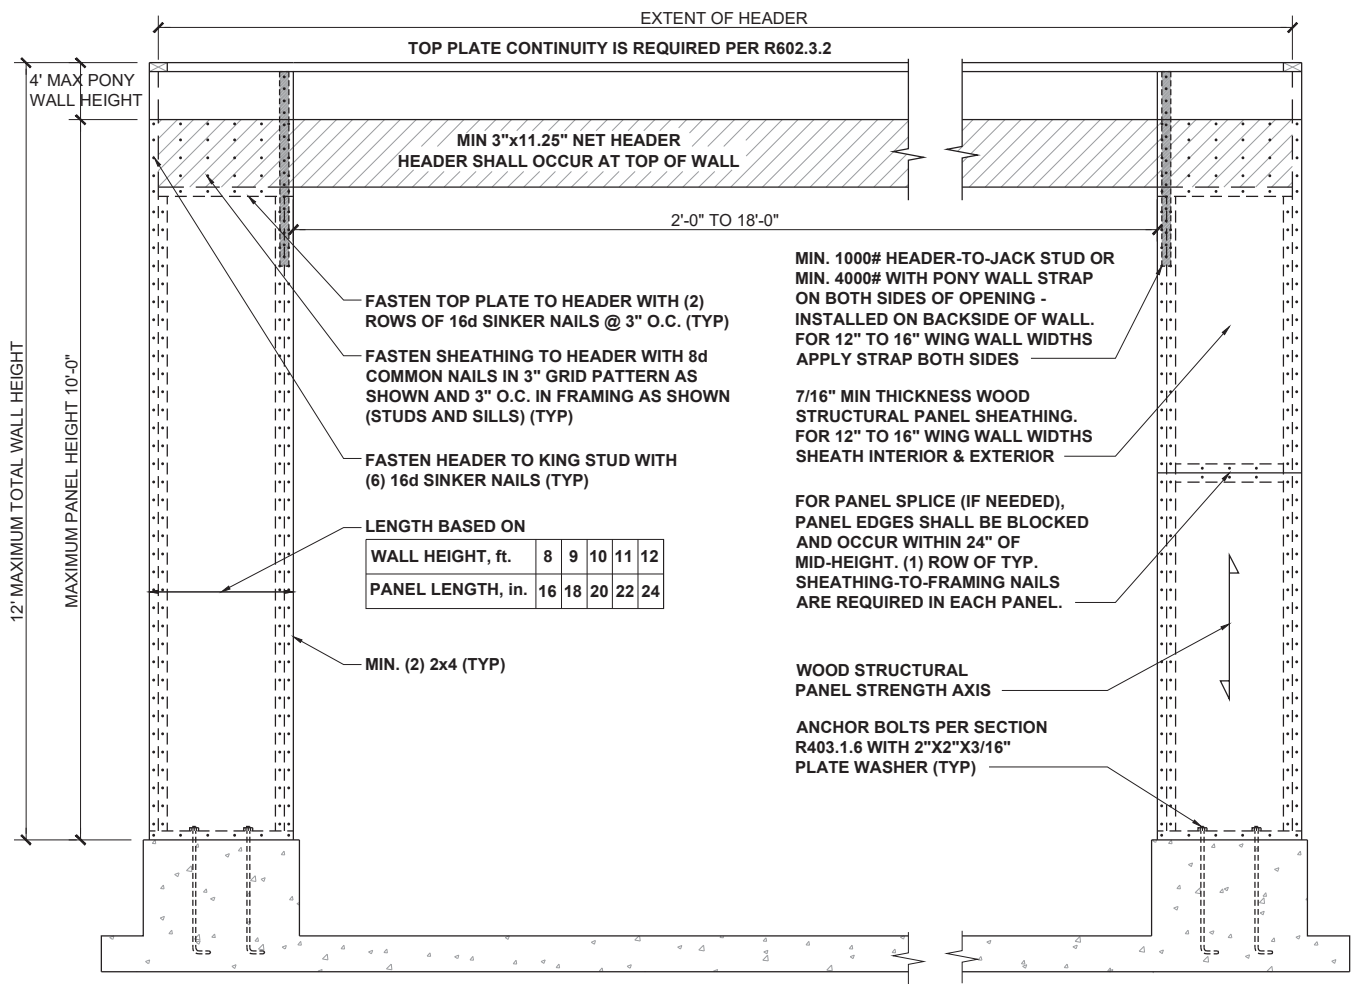 EXTENT OF HEADER
TOP PLATE CONTINUITY IS REQUIRED PER R602.3.2
4' MAX PONY
WALL HEIGHT
MIN 3"x11.25" NET HEADER
HEADER SHALL OCCUR AT TOP OF WALL
2'-0" TO 18'-0"
12' MAXIMUM TOTAL WALL HEIGHT
MAXIMUM PANEL HEIGHT 10'-0"
FASTEN TOP PLATE TO HEADER WITH (2)
ROWS OF 16d SINKER NAILS @ 3" O.C. (TYP)
FASTEN SHEATHING TO HEADER WITH 8d
COMMON NAILS IN 3" GRID PATTERN AS
SHOWN AND 3" O.C. IN FRAMING AS SHOWN
(STUDS AND SILLS) (TYP)
FASTEN HEADER TO KING STUD WITH
(6) 16d SINKER NAILS (TYP)
LENGTH BASED ON
WALL HEIGHT, ft. 8 9 10 11 12
PANEL LENGTH, in. 16 18 20 22 24
MIN. (2) 2x4 (TYP)
MIN. 1000# HEADER-TO-JACK STUD OR
MIN. 4000# WITH PONY WALL STRAP
ON BOTH SIDES OF OPENING -
INSTALLED ON BACKSIDE OF WALL.
FOR 12" TO 16" WING WALL WIDTHS
APPLY STRAP BOTH SIDES
7/16" MIN THICKNESS WOOD
STRUCTURAL PANEL SHEATHING.
FOR 12" TO 16" WING WALL WIDTHS
SHEATH INTERIOR & EXTERIOR
FOR PANEL SPLICE (IF NEEDED),
PANEL EDGES SHALL BE BLOCKED
AND OCCUR WITHIN 24" OF
MID-HEIGHT. (1) ROW OF TYP.
SHEATHING-TO-FRAMING NAILS
ARE REQUIRED IN EACH PANEL.
WOOD STRUCTURAL
PANEL STRENGTH AXIS
ANCHOR BOLTS PER SECTION
R403.1.6 WITH 2"X2"X3/16"
PLATE WASHER (TYP)